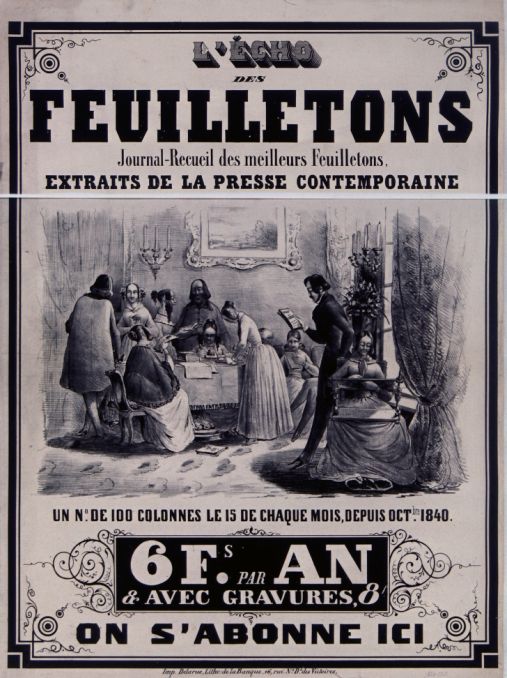 L'ÉCHO
DES
FEUILLETONS
Journal-Recueil des meilleurs Feuilletons,
EXTRAITS DE LA PRESSE CONTEMPORAINE
UN N.o DE 100 COLONNES LE 15 DE CHAQUE MOIS, DEPUIS OCT.bre 1840.
6 F.s PAR AN
& AVEC GRAVURES, 8f
ON S'ABONNE ICI
Imp. Delarue, Lith. de la Banque, 16, rue N.e D.e des Victoires.